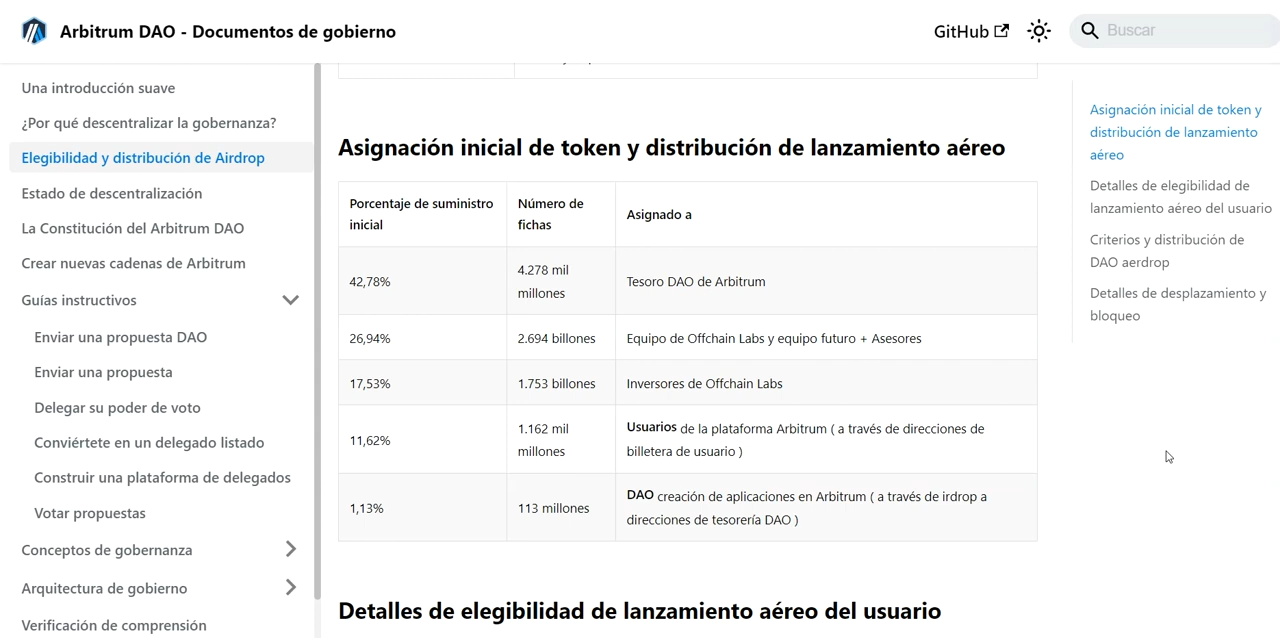 Arbitrum DAO - Documentos de gobierno
GitHub
Buscar
Una introducción suave
¿Por qué descentralizar la gobernanza?
Elegibilidad y distribución de Airdrop
Estado de descentralización
La Constitución del Arbitrum DAO
Crear nuevas cadenas de Arbitrum
Guías instructivos
Enviar una propuesta DAO
Enviar una propuesta
Delegar su poder de voto
Conviértete en un delegado listado
Construir una plataforma de delegados
Votar propuestas
Conceptos de gobernanza
Arquitectura de gobierno
Verificación de comprensión
Asignación inicial de token y distribución de lanzamiento aéreo
Porcentaje de suministro
inicial
Número de
fichas
Asignado a
42,78%
4.278 mil
millones
Tesoro DAO de Arbitrum
26,94%
2.694 billones
Equipo de Offchain Labs y equipo futuro + Asesores
17,53%
1.753 billones
Inversores de Offchain Labs
11,62%
1.162 mil
millones
Usuarios de la plataforma Arbitrum ( a través de direcciones de
billetera de usuario )
1,13%
113 millones
DAO creación de aplicaciones en Arbitrum ( a través de irdrop a
direcciones de tesorería DAO )
Detalles de elegibilidad de lanzamiento aéreo del usuario
Asignación inicial de token y
distribución de lanzamiento
aéreo
Detalles de elegibilidad de
lanzamiento aéreo del usuario
Criterios y distribución de
DAO aerdrop
Detalles de desplazamiento y
bloqueo